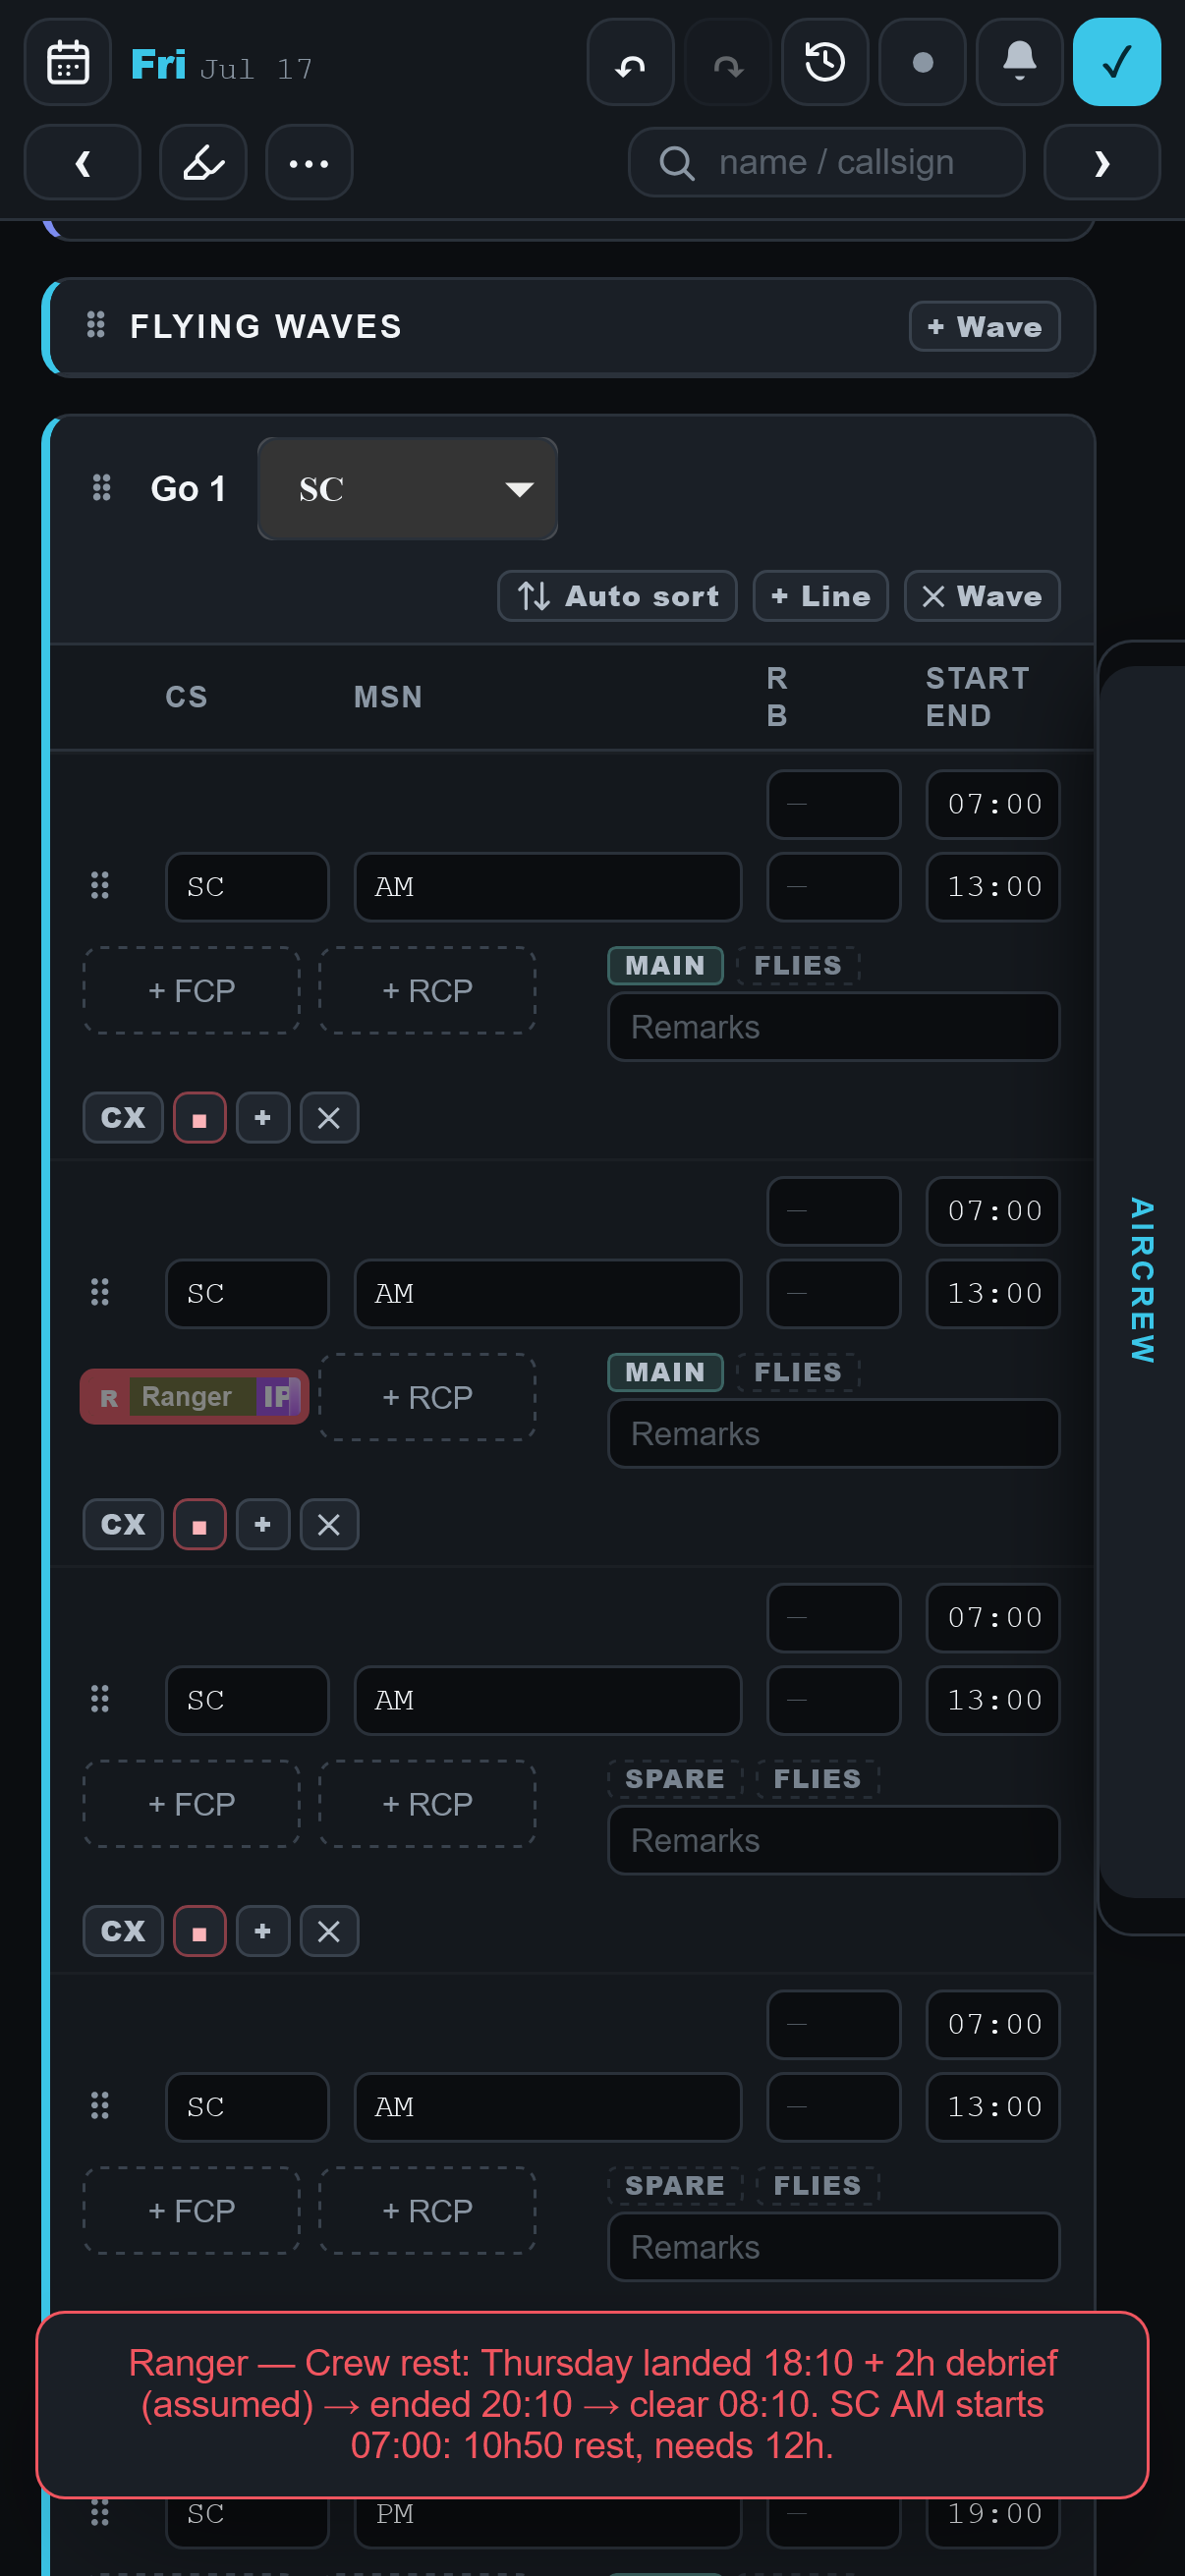 Fri Jul 17
name / callsign
FLYING WAVES
+ Wave
Go 1
SC
Auto sort
+ Line
× Wave
CS MSN R START
B END
07:00
SC AM 13:00
+ FCP + RCP MAIN FLIES
Remarks
CX + ×
07:00
SC AM 13:00
R Ranger IP + RCP MAIN FLIES
Remarks
CX + ×
07:00
SC AM 13:00
+ FCP + RCP SPARE FLIES
Remarks
CX + ×
07:00
SC AM 13:00
+ FCP + RCP SPARE FLIES
Remarks
Ranger — Crew rest: Thursday landed 18:10 + 2h debrief
(assumed) → ended 20:10 → clear 08:10. SC AM starts
07:00: 10h50 rest, needs 12h.
SC PM 19:00
AIRCREW